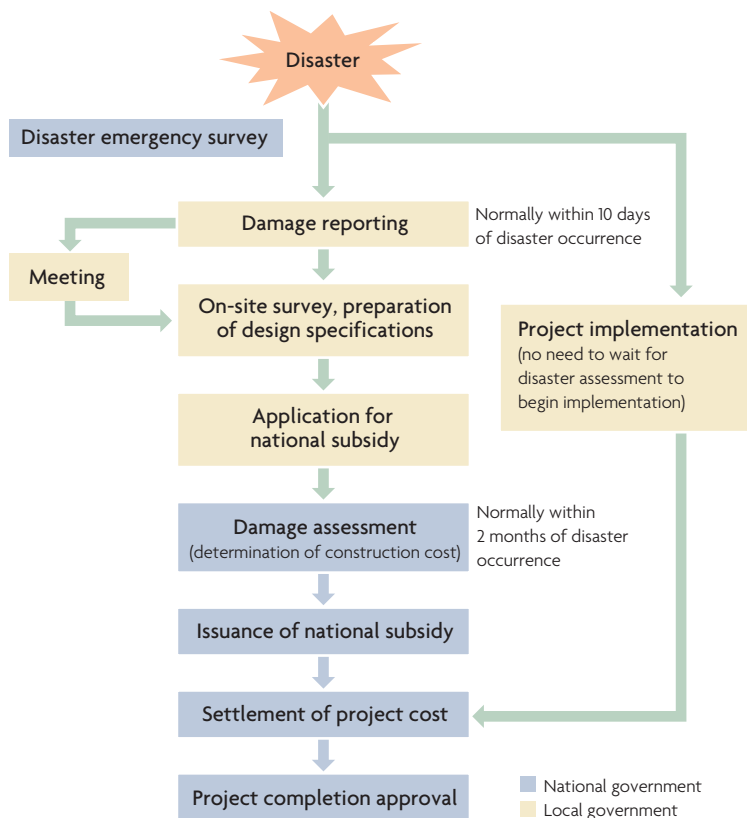 Disaster
Disaster emergency survey
Damage reporting
Normally within 10 days
of disaster occurrence
Meeting
On-site survey, preparation
of design specifications
Project implementation
(no need to wait for
disaster assessment to
begin implementation)
Application for
national subsidy
Damage assessment
(determination of construction cost)
Normally within
2 months of disaster
occurrence
Issuance of national subsidy
Settlement of project cost
Project completion approval
National government
Local government